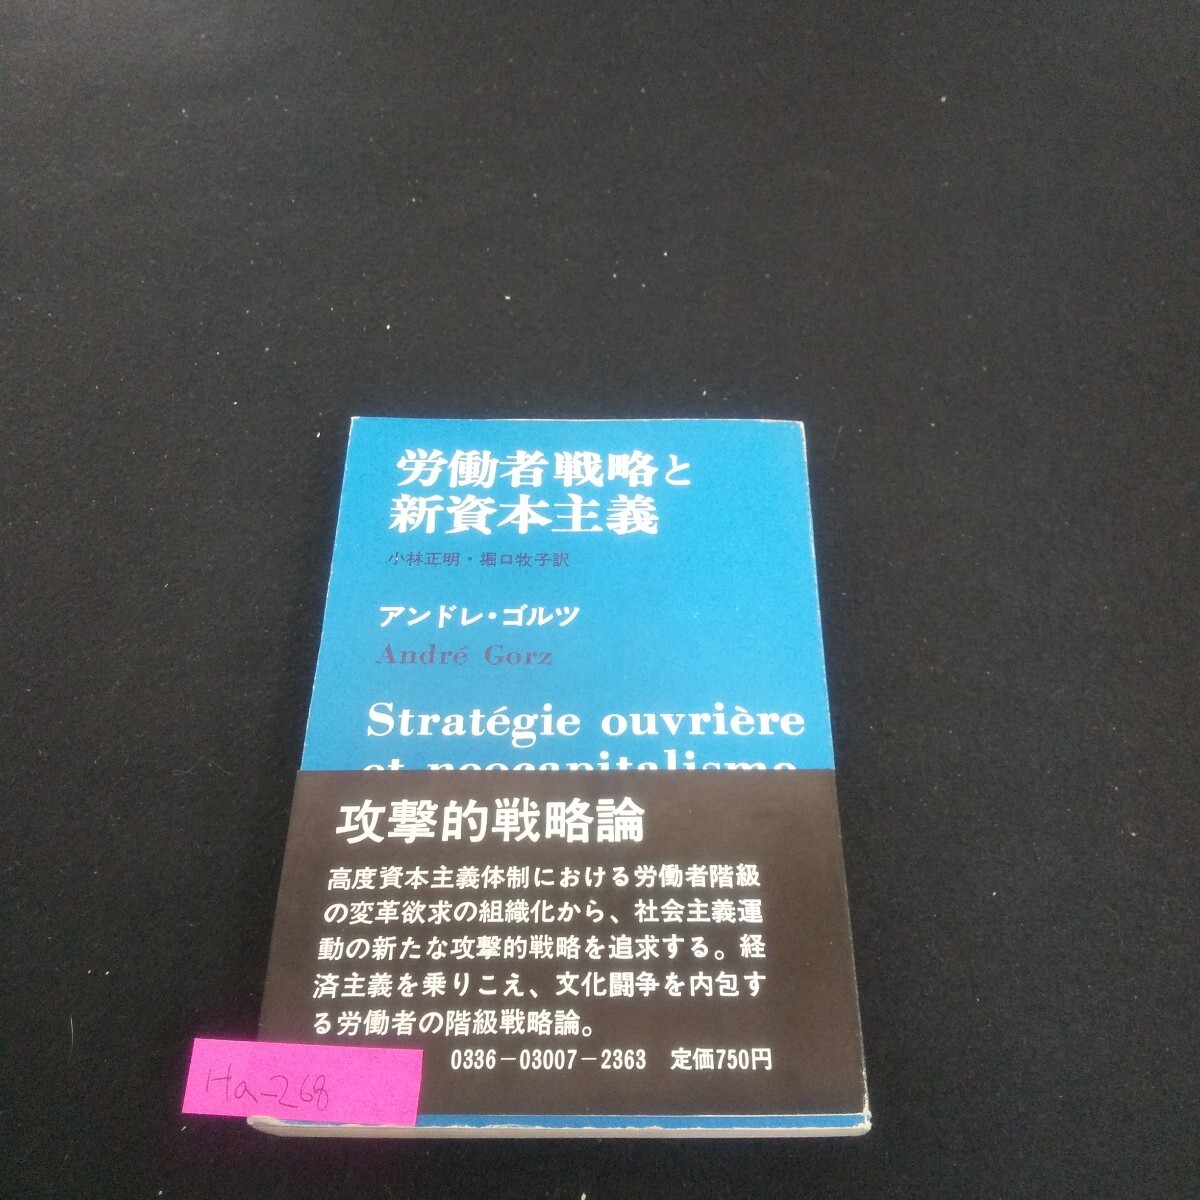 労働者戦略と
新資本主義
小林正明・堀口牧子訳
アンドレ・ゴルツ
André Gorz
Stratégie ouvrière
et neocapitalisme
攻撃的戦略論
高度資本主義体制における労働者階級
の変革欲求の組織化から、社会主義運
動の新たな攻撃的戦略を追求する。経
済主義を乗りこえ、文化闘争を内包す
る労働者の階級戦略論。
0336-03007-2363 定価750円
Ha-268